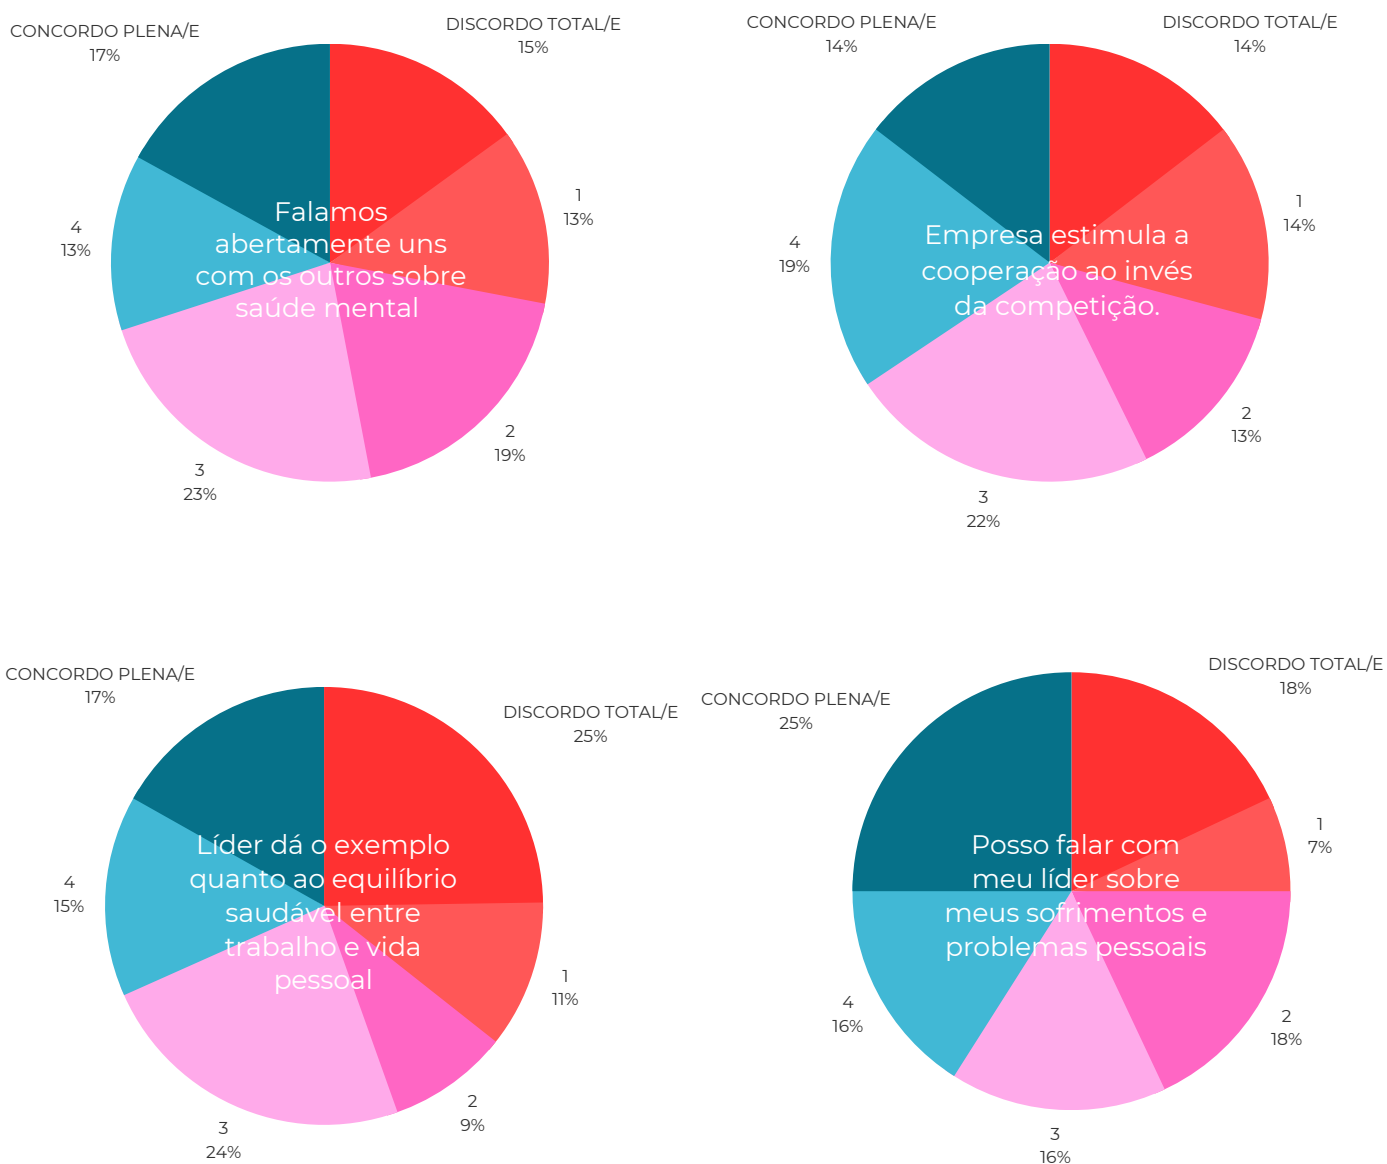 CONCORDO PLENA/E
17%
DISCORDO TOTAL/E
15%
1
13%
2
19%
3
23%
4
13%
Falamos
abertamente uns
com os outros sobre
saúde mental
CONCORDO PLENA/E
14%
DISCORDO TOTAL/E
14%
1
14%
2
13%
3
22%
4
19%
Empresa estimula a
cooperação ao invés
da competição.
CONCORDO PLENA/E
17%
DISCORDO TOTAL/E
25%
1
11%
2
9%
3
24%
4
15%
Líder dá o exemplo
quanto ao equilíbrio
saudável entre
trabalho e vida
pessoal
CONCORDO PLENA/E
25%
DISCORDO TOTAL/E
18%
1
7%
2
18%
3
16%
4
16%
Posso falar com
meu líder sobre
meus sofrimentos e
problemas pessoais